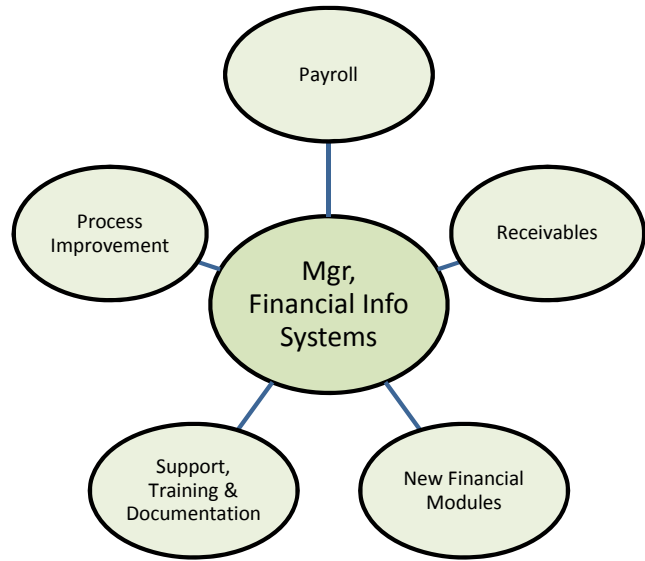 Payroll
Process
Improvement
Receivables
Mgr,
Financial Info
Systems
Support,
Training &
Documentation
New Financial
Modules